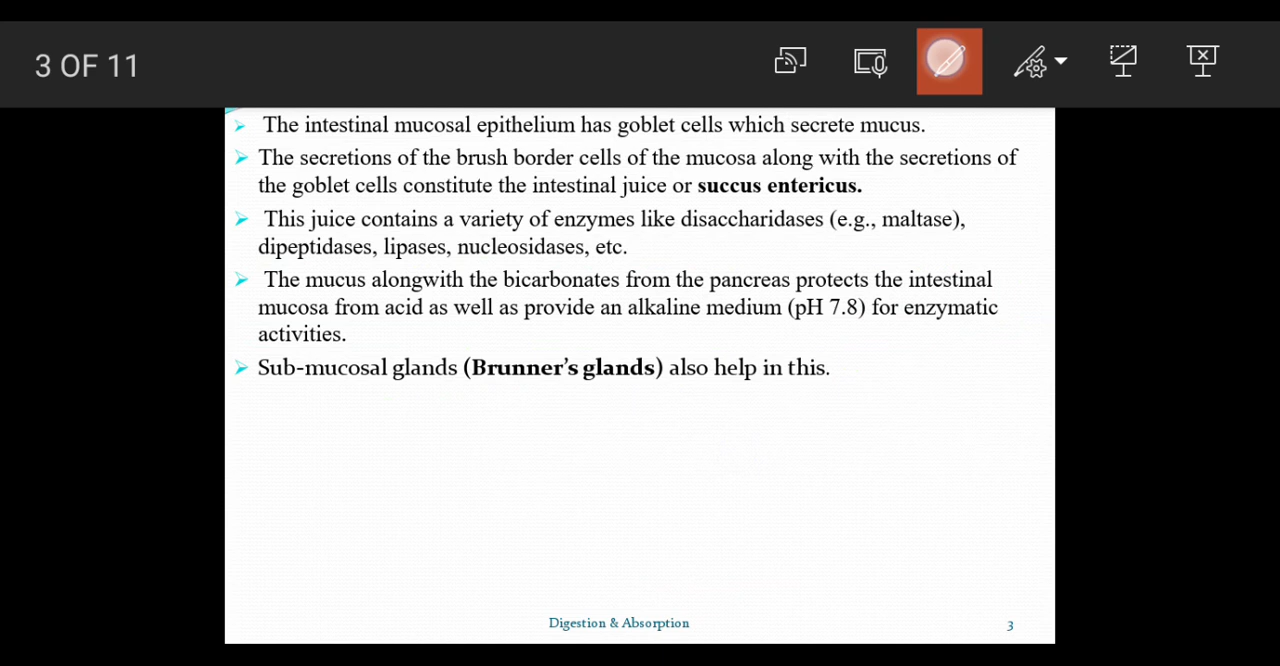 3 OF 11
The intestinal mucosal epithelium has goblet cells which secrete mucus.
The secretions of the brush border cells of the mucosa along with the secretions of
the goblet cells constitute the intestinal juice or succus entericus.
This juice contains a variety of enzymes like disaccharidases (e.g., maltase),
dipeptidases, lipases, nucleosidases, etc.
The mucus alongwith the bicarbonates from the pancreas protects the intestinal
mucosa from acid as well as provide an alkaline medium (pH 7.8) for enzymatic
activities.
Sub-mucosal glands (Brunner's glands) also help in this.
Digestion & Absorption
3